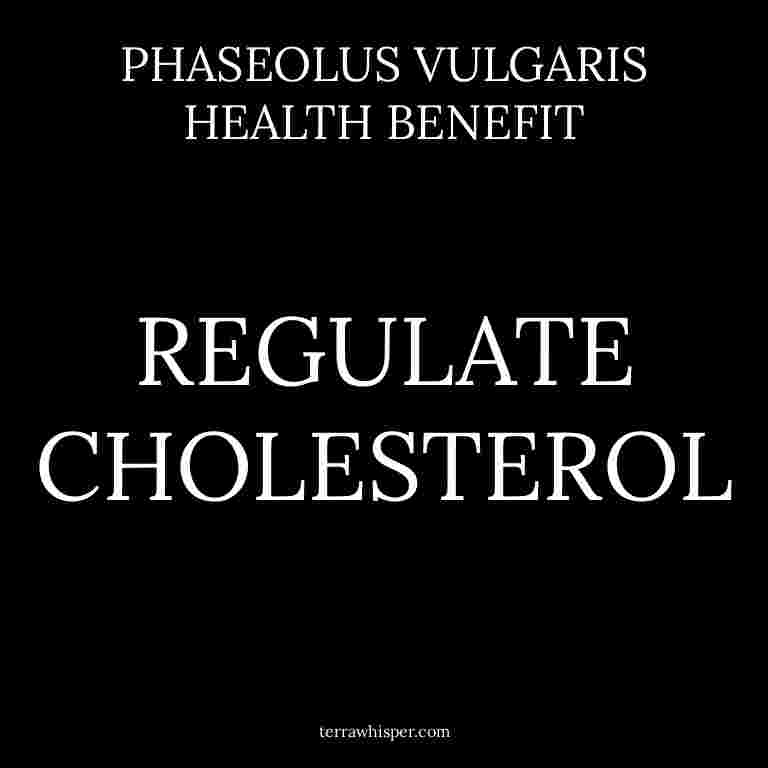 PHASEOLUS VULGARIS
HEALTH BENEFIT
REGULATE
CHOLESTEROL
terrawhisper.com